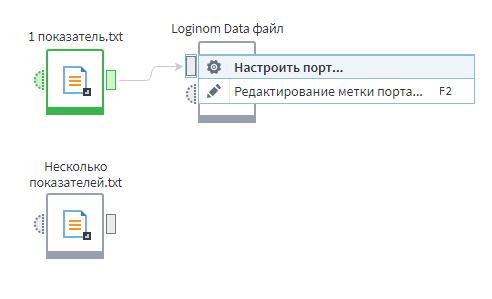 1 показатель.txt
Loginom Data файл
Настроить порт...
Редактирование метки порта... F2
Несколько
показателей.txt